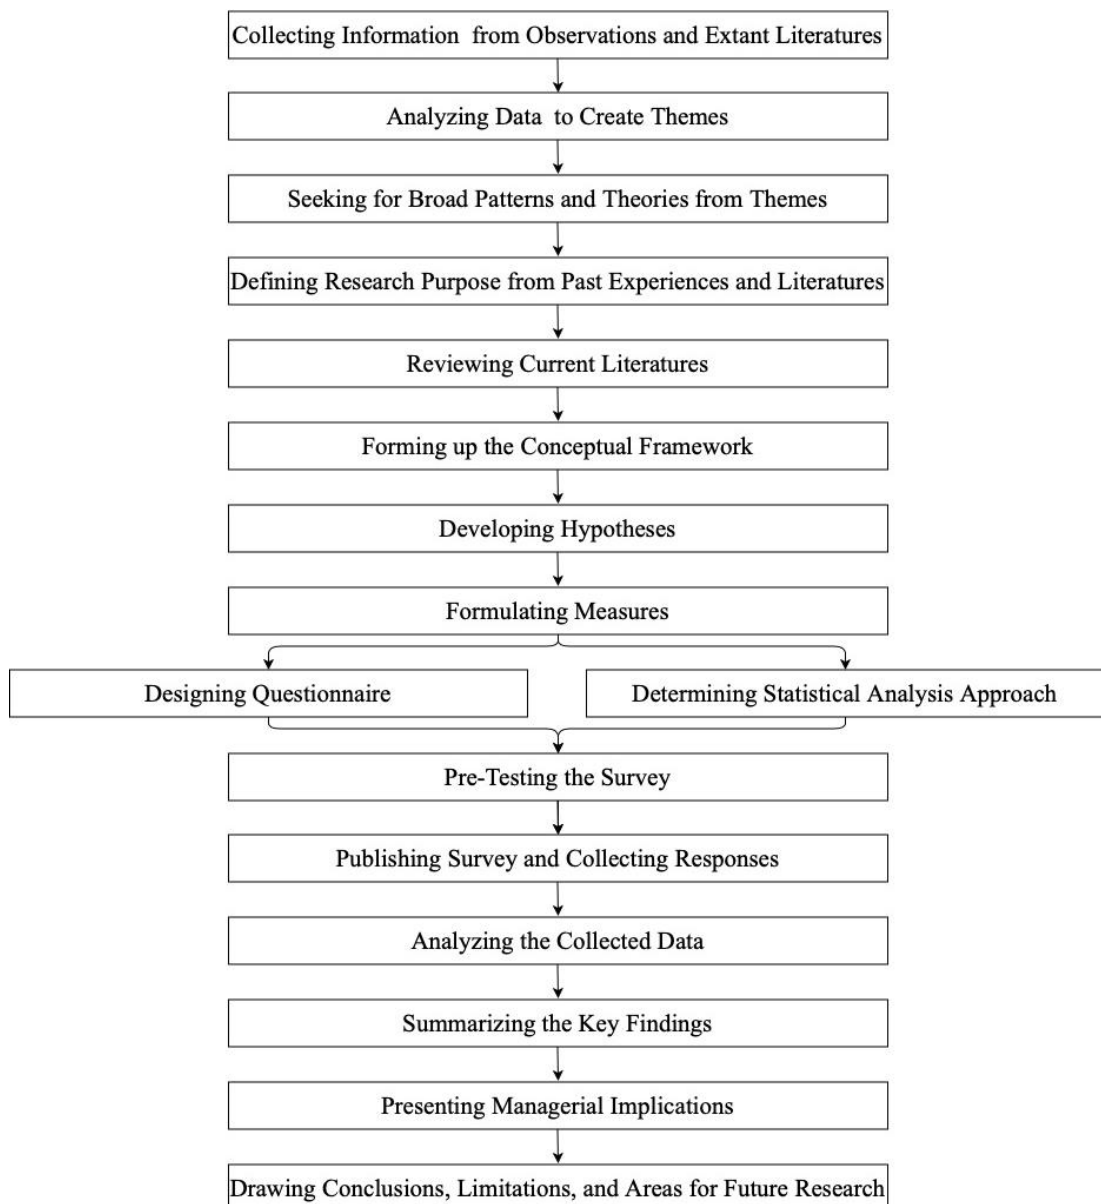 Collecting Information from Observations and Extant Literatures
Analyzing Data to Create Themes
Seeking for Broad Patterns and Theories from Themes
Defining Research Purpose from Past Experiences and Literatures
Reviewing Current Literatures
Forming up the Conceptual Framework
Developing Hypotheses
Formulating Measures
Designing Questionnaire
Determining Statistical Analysis Approach
Pre-Testing the Survey
Publishing Survey and Collecting Responses
Analyzing the Collected Data
Summarizing the Key Findings
Presenting Managerial Implications
Drawing Conclusions, Limitations, and Areas for Future Research